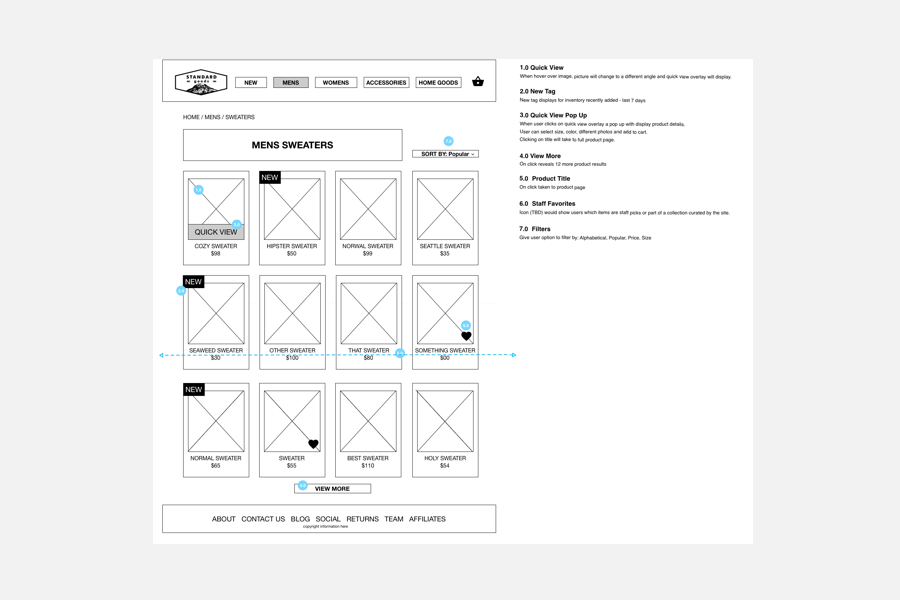 STANDARD
goods
NEW
MENS
WOMENS
ACCESSORIES
HOME GOODS
HOME / MENS / SWEATERS
MENS SWEATERS
SORT BY: Popular
NEW
QUICK VIEW
COZY SWEATER
$98
HIPSTER SWEATER
$50
NORWAL SWEATER
$99
SEATTLE SWEATER
$35
NEW
SEAWEED SWEATER
$30
OTHER SWEATER
$100
THAT SWEATER
$80
SOMETHING SWEATER
$00
NEW
NORMAL SWEATER
$65
SWEATER
$55
BEST SWEATER
$110
HOLY SWEATER
$54
VIEW MORE
ABOUT CONTACT US BLOG SOCIAL RETURNS TEAM AFFILIATES
copyright information here
1.0 Quick View
When hover over image, picture will change to a different angle and quick view overlay will display.
2.0 New Tag
New tag displays for inventory recently added - last 7 days
3.0 Quick View Pop Up
When user clicks on quick view overlay a pop up with display product details.
User can select size, color, different photos and add to cart.
Clicking on title will take to full product page.
4.0 View More
On click reveals 12 more product results
5.0 Product Title
On click taken to product page
6.0 Staff Favorites
Icon (TBD) would show users which items are staff picks or part of a collection curated by the site.
7.0 Filters
Give user option to filter by: Alphabetical, Popular, Price, Size